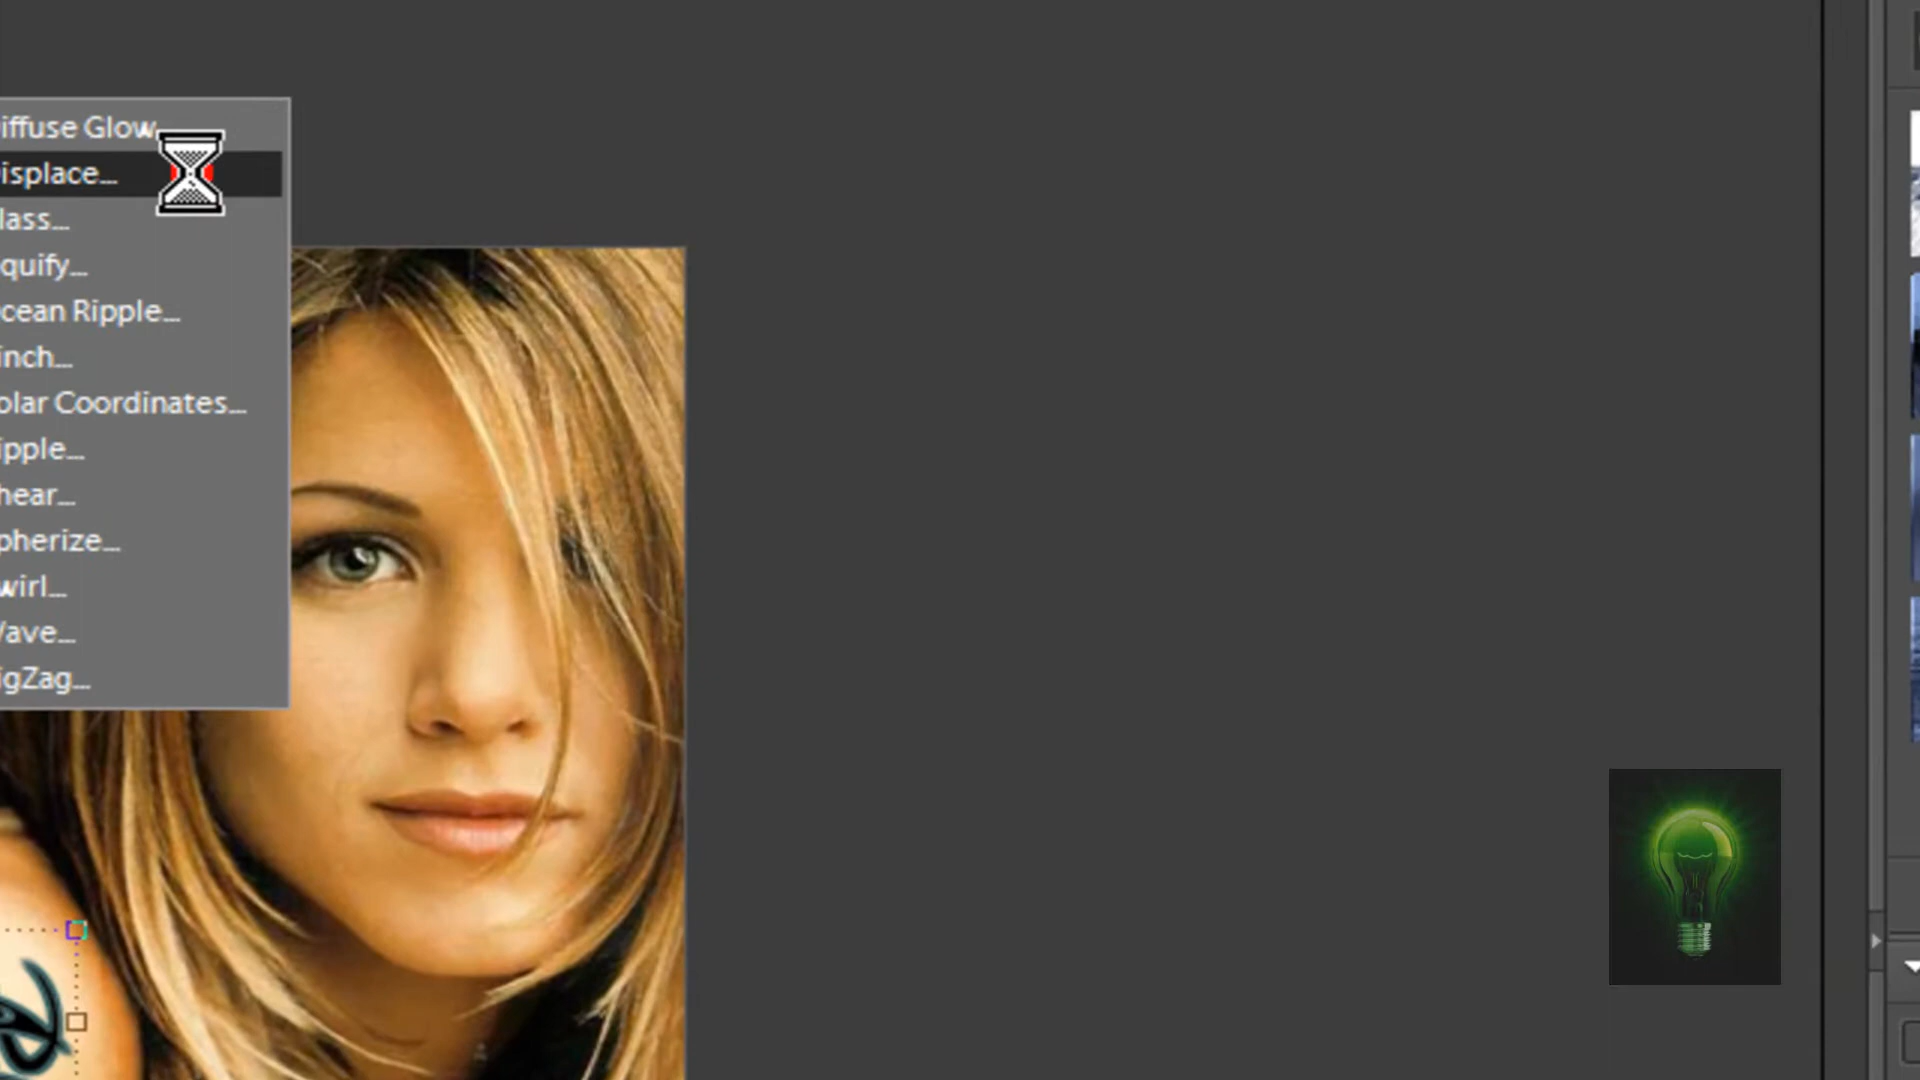 iffuse Glow
isplace...
lass...
quify...
cean Ripple...
inch...
olar Coordinates...
ipple...
hear...
pherize...
wirl...
Vave...
igZag...